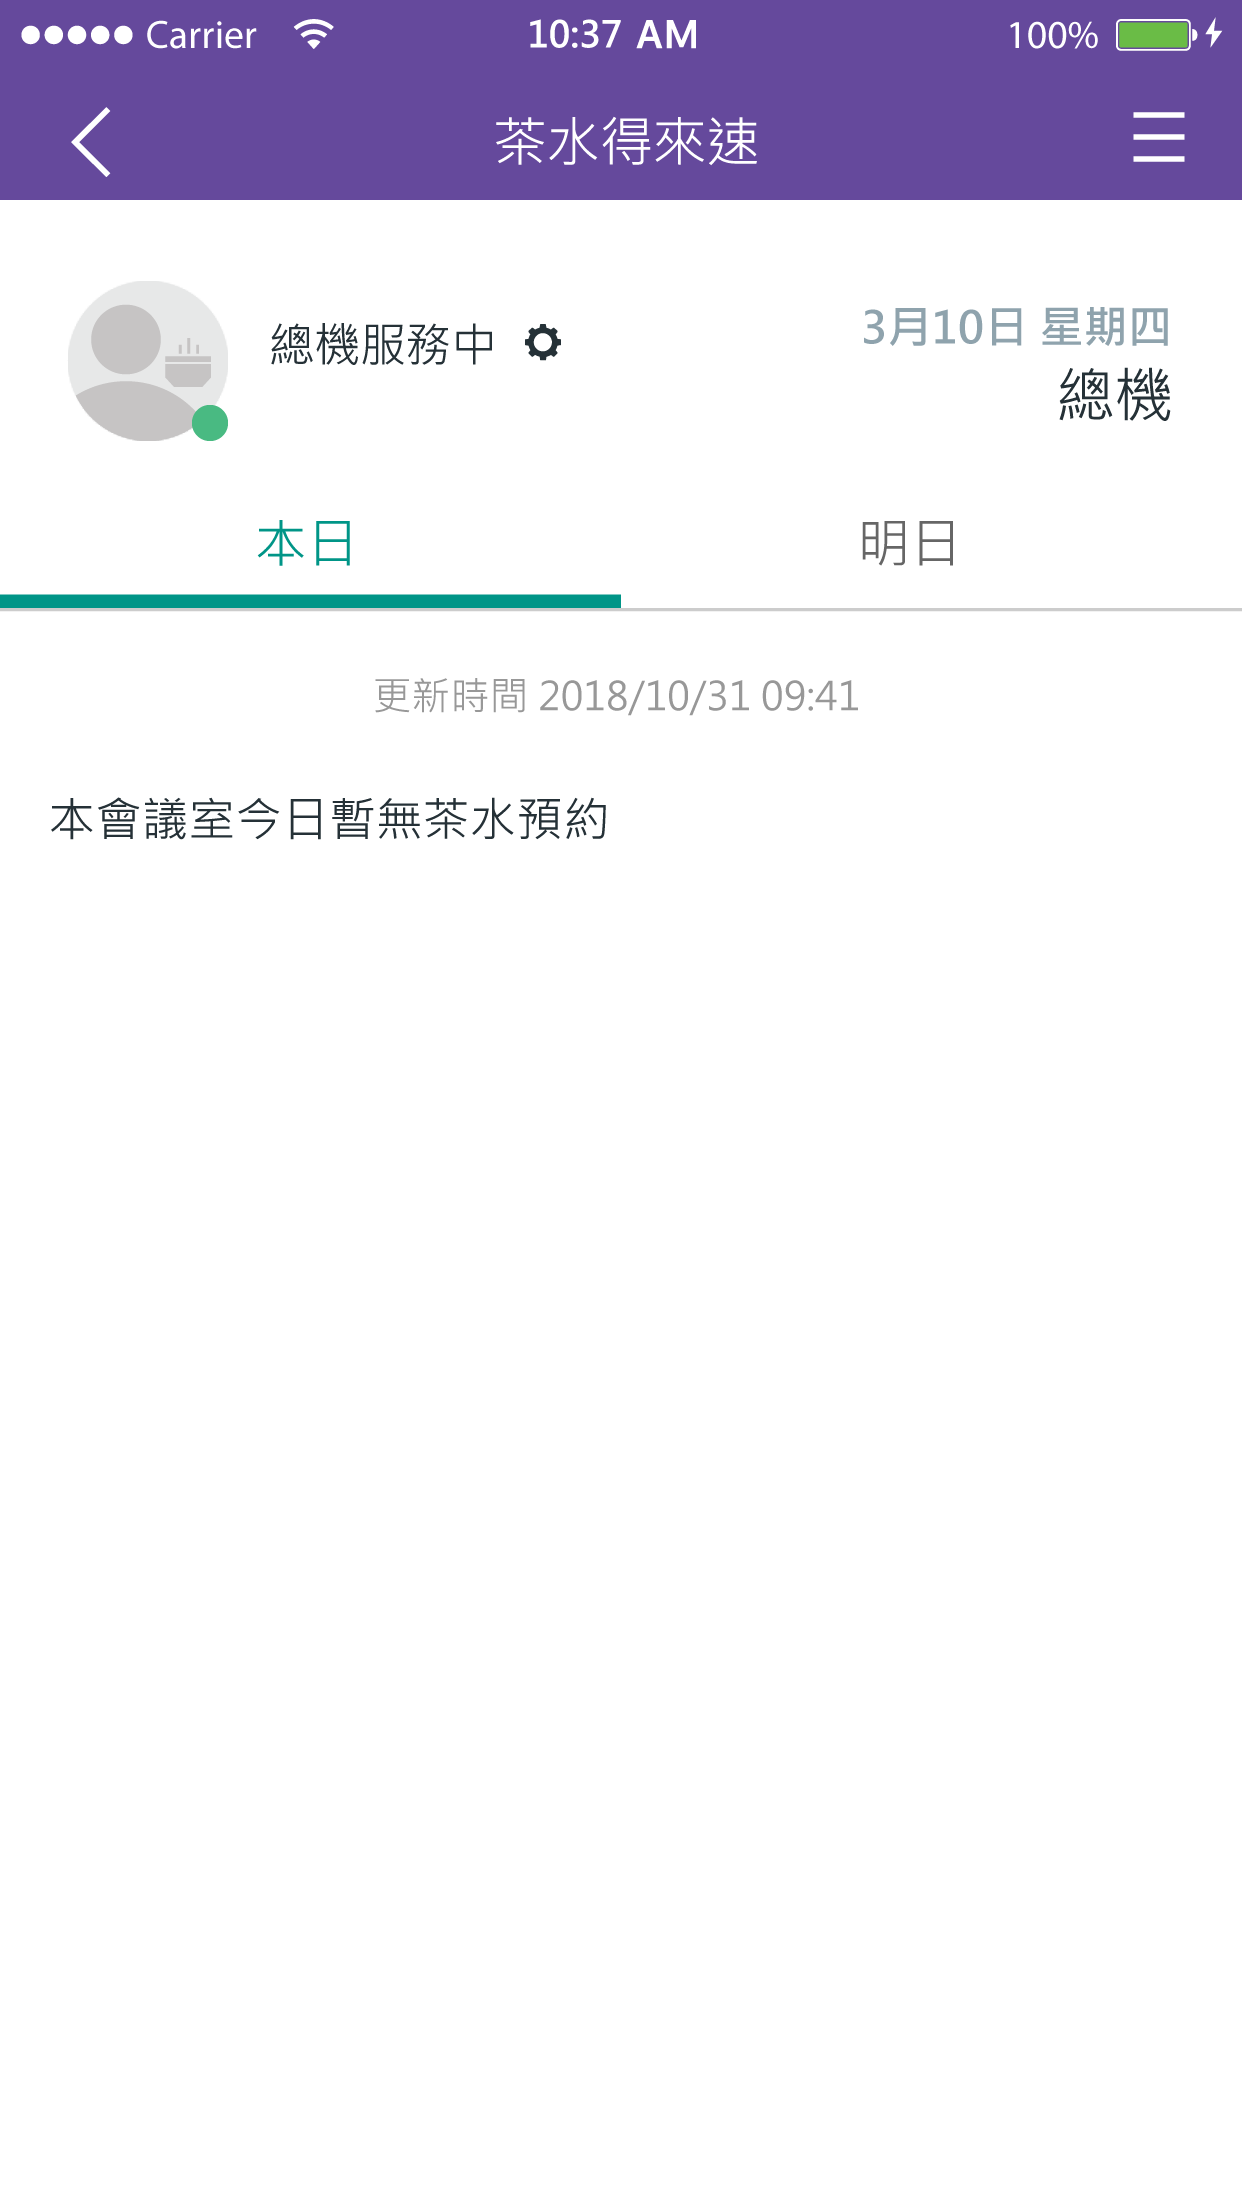 Carrier 10:37 AM 100%
茶水得來速
總機服務中
3月10日 星期四
總機
本日 明日
更新時間 2018/10/31 09:41
本會議室今日暫無茶水預約